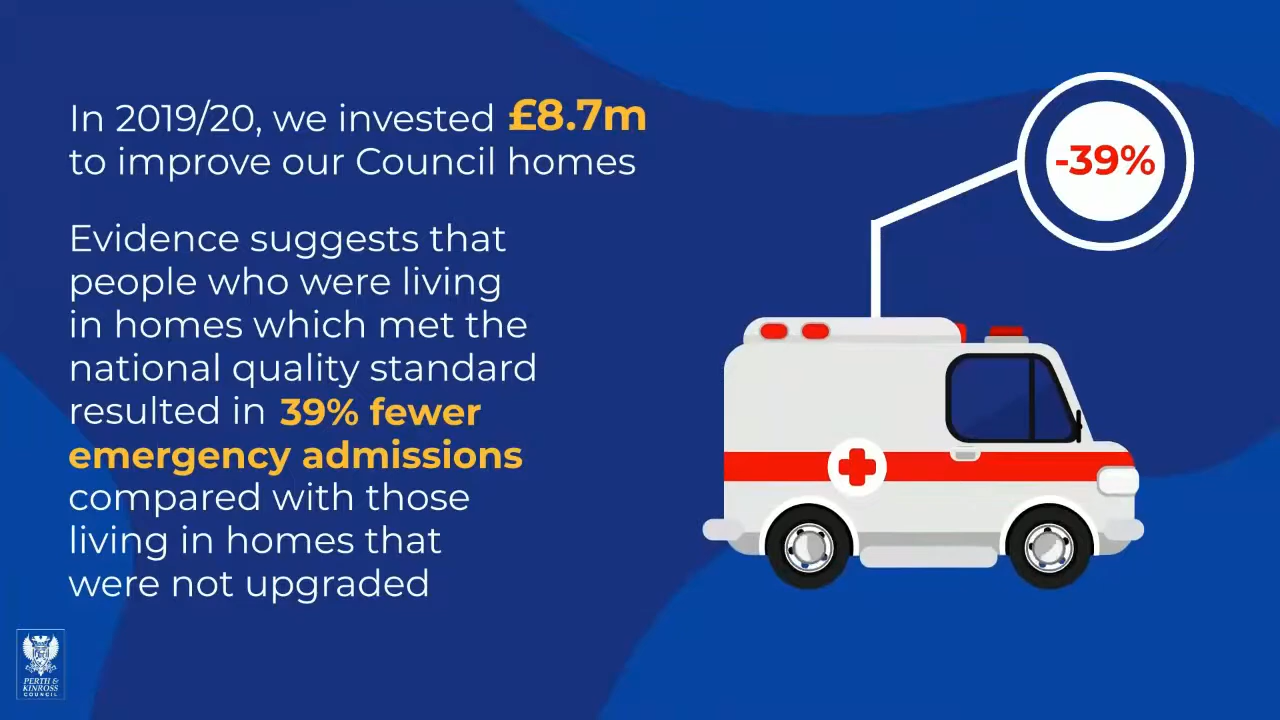 In 2019/20, we invested £8.7m
to improve our Council homes
Evidence suggests that
people who were living
in homes which met the
national quality standard
resulted in 39% fewer
emergency admissions
compared with those
living in homes that
were not upgraded
-39%
PERTH &
KINROSS
COUNCIL